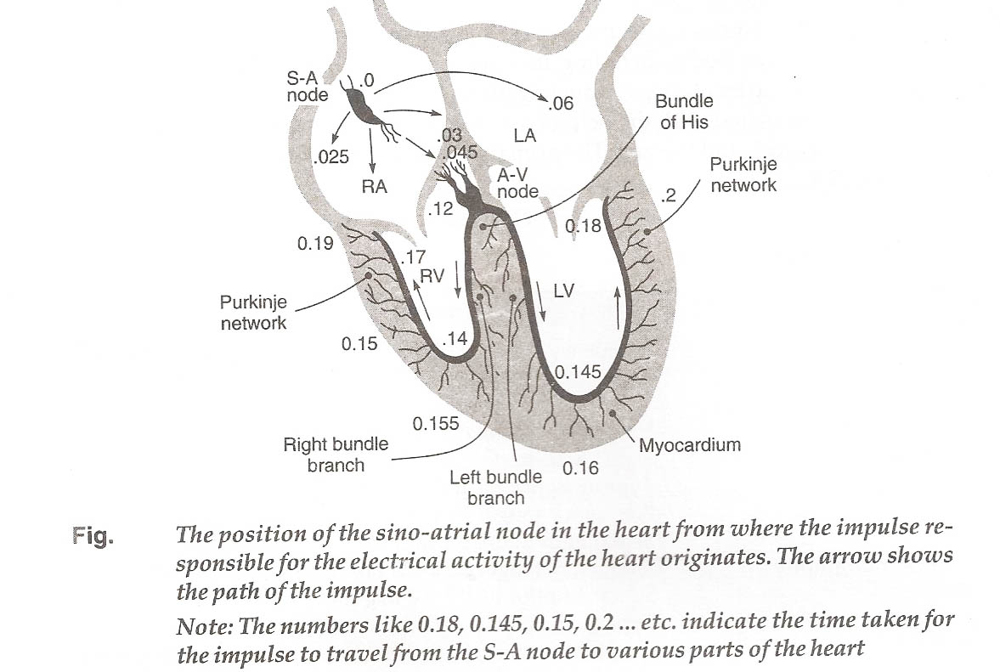 S-A
node
.0
.06
Bundle
of His
.03
LA
.025
.045
Purkinje
network
RA
A-V
node
.12
.2
0.18
0.19
.17
RV
LV
Purkinje
network
.14
0.15
0.145
0.155
Right bundle
branch
Myocardium
Left bundle
branch
0.16
Fig.
The position of the sino-atrial node in the heart from where the impulse re-
sponsible for the electrical activity of the heart originates. The arrow shows
the path of the impulse.
Note: The numbers like 0.18, 0.145, 0.15, 0.2 ... etc. indicate the time taken for
the impulse to travel from the S-A node to various parts of the heart